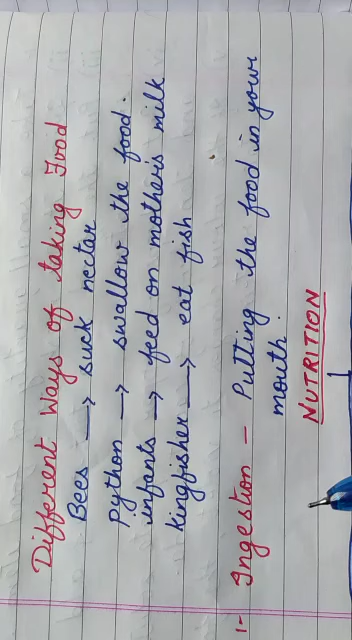 Different Ways of taking Food
Bees → suck nectar
Python → swallow the food.
infants → feed on mother's milk
kingfisher → eat fish
1- Ingestion - Putting the food in your
mouth.
NUTRITION